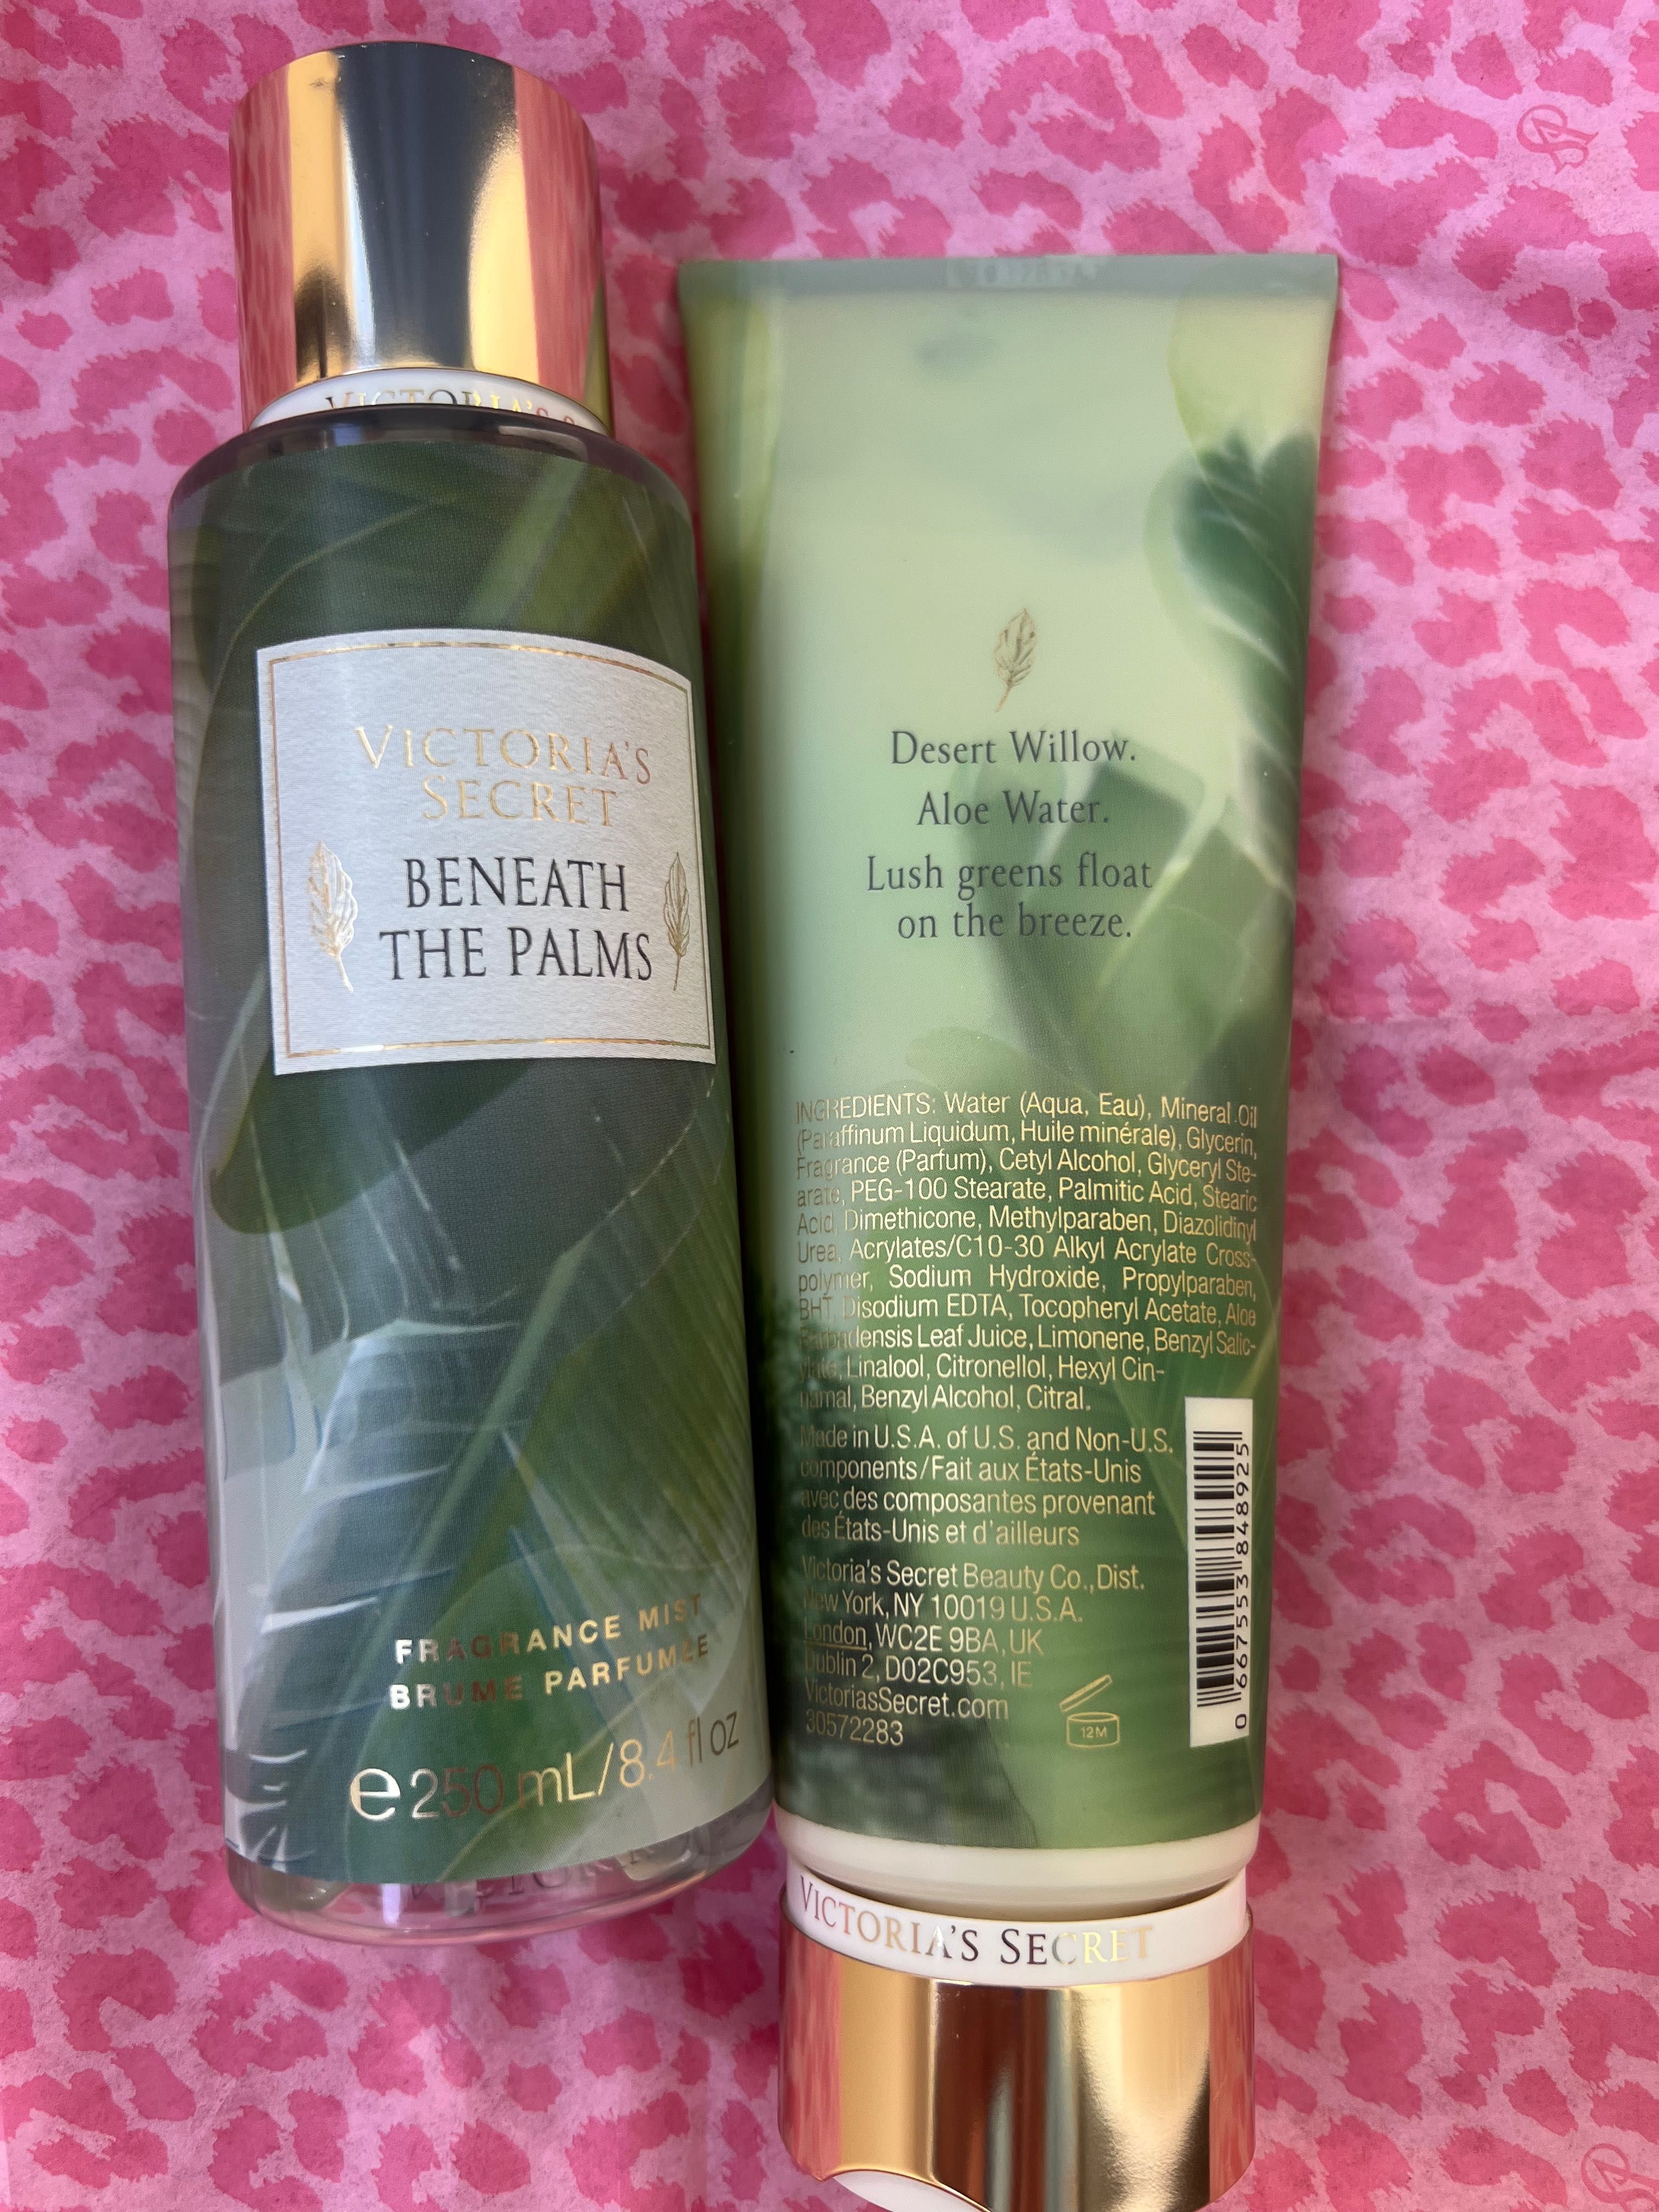 VICTORIA'S S
VICTORIA'S
SECRET
BENEATH
THE PALMS
FRAGRANCE MIST
BRUME PARFUMÉE
e 250 mL/8.4 fl oz
Desert Willow.
Aloe Water.
Lush greens float
on the breeze.
INGREDIENTS: Water (Aqua, Eau), Mineral Oil
(Paraffinum Liquidum, Huile minérale), Glycerin,
Fragrance (Parfum), Cetyl Alcohol, Glyceryl Ste-
arate, PEG-100 Stearate, Palmitic Acid, Stearic
Acid, Dimethicone, Methylparaben, Diazolidinyl
Urea, Acrylates/C10-30 Alkyl Acrylate Cross-
polymer, Sodium Hydroxide, Propylparaben,
BHT, Disodium EDTA, Tocopheryl Acetate, Aloe
Barbadensis Leaf Juice, Limonene, Benzyl Salic-
ylate, Linalool, Citronellol, Hexyl Cin-
namal, Benzyl Alcohol, Citral.
Made in U.S.A. of U.S. and Non-U.S.
components/Fait aux États-Unis
avec des composantes provenant
des États-Unis et d'ailleurs
Victoria's Secret Beauty Co., Dist.
New York, NY 10019 U.S.A.
London, WC2E 9BA, UK
Dublin 2, D02C953, IE
VictoriasSecret.com
30572283
12M
0 667553 848925
VICTORIA'S SECRET